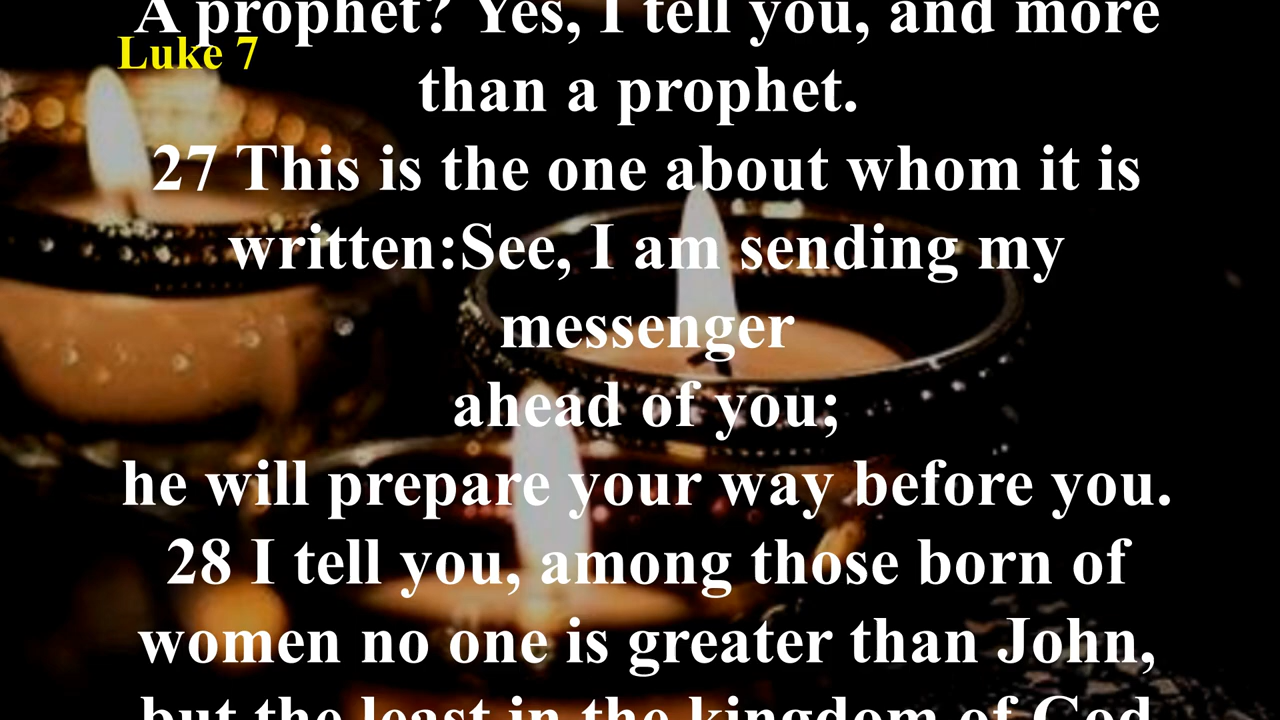 A prophet? Yes, I tell you, and more
Luke 7
than a prophet.
27 This is the one about whom it is
written:See, I am sending my
messenger
ahead of you;
he will prepare your way before you.
28 I tell you, among those born of
women no one is greater than John,
but the least in the kingdom of God